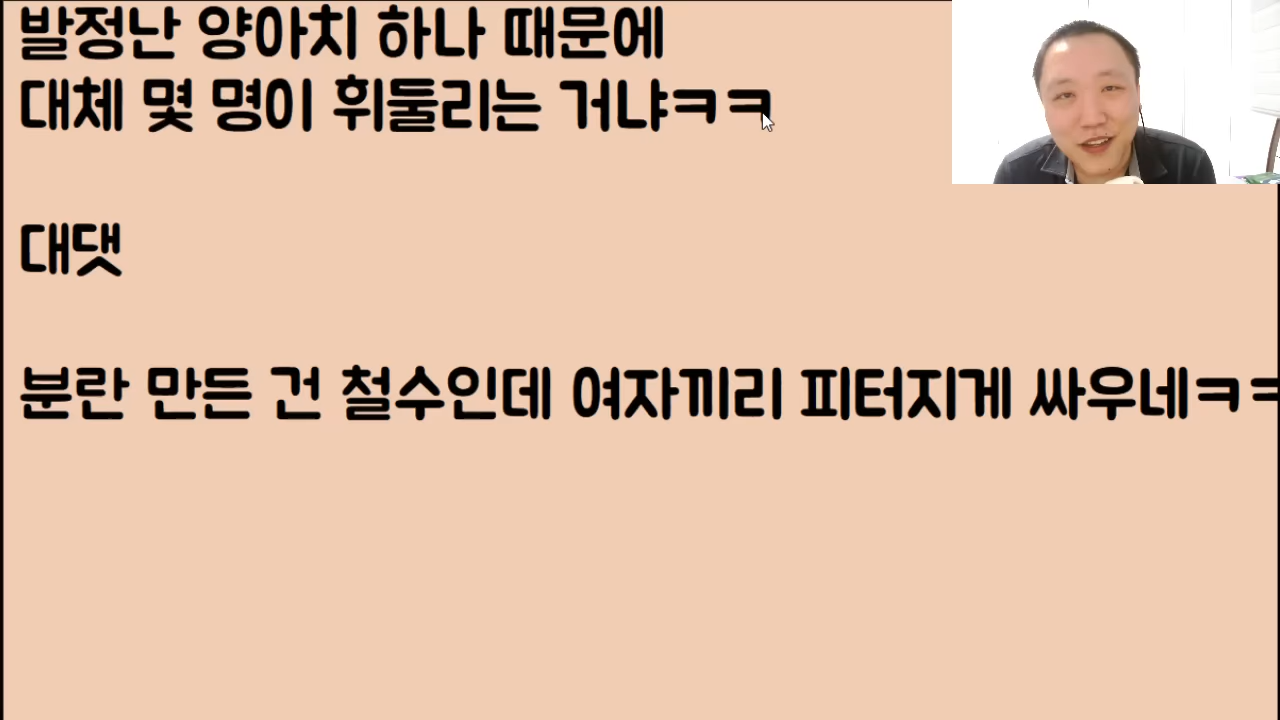 발정난 양아치 하나 때문에
대체 몇 명이 휘둘리는 거냐ㅋㅋ
대댓
분란 만든 건 철수인데 여자끼리 피터지게 싸우네ㅋㅋ